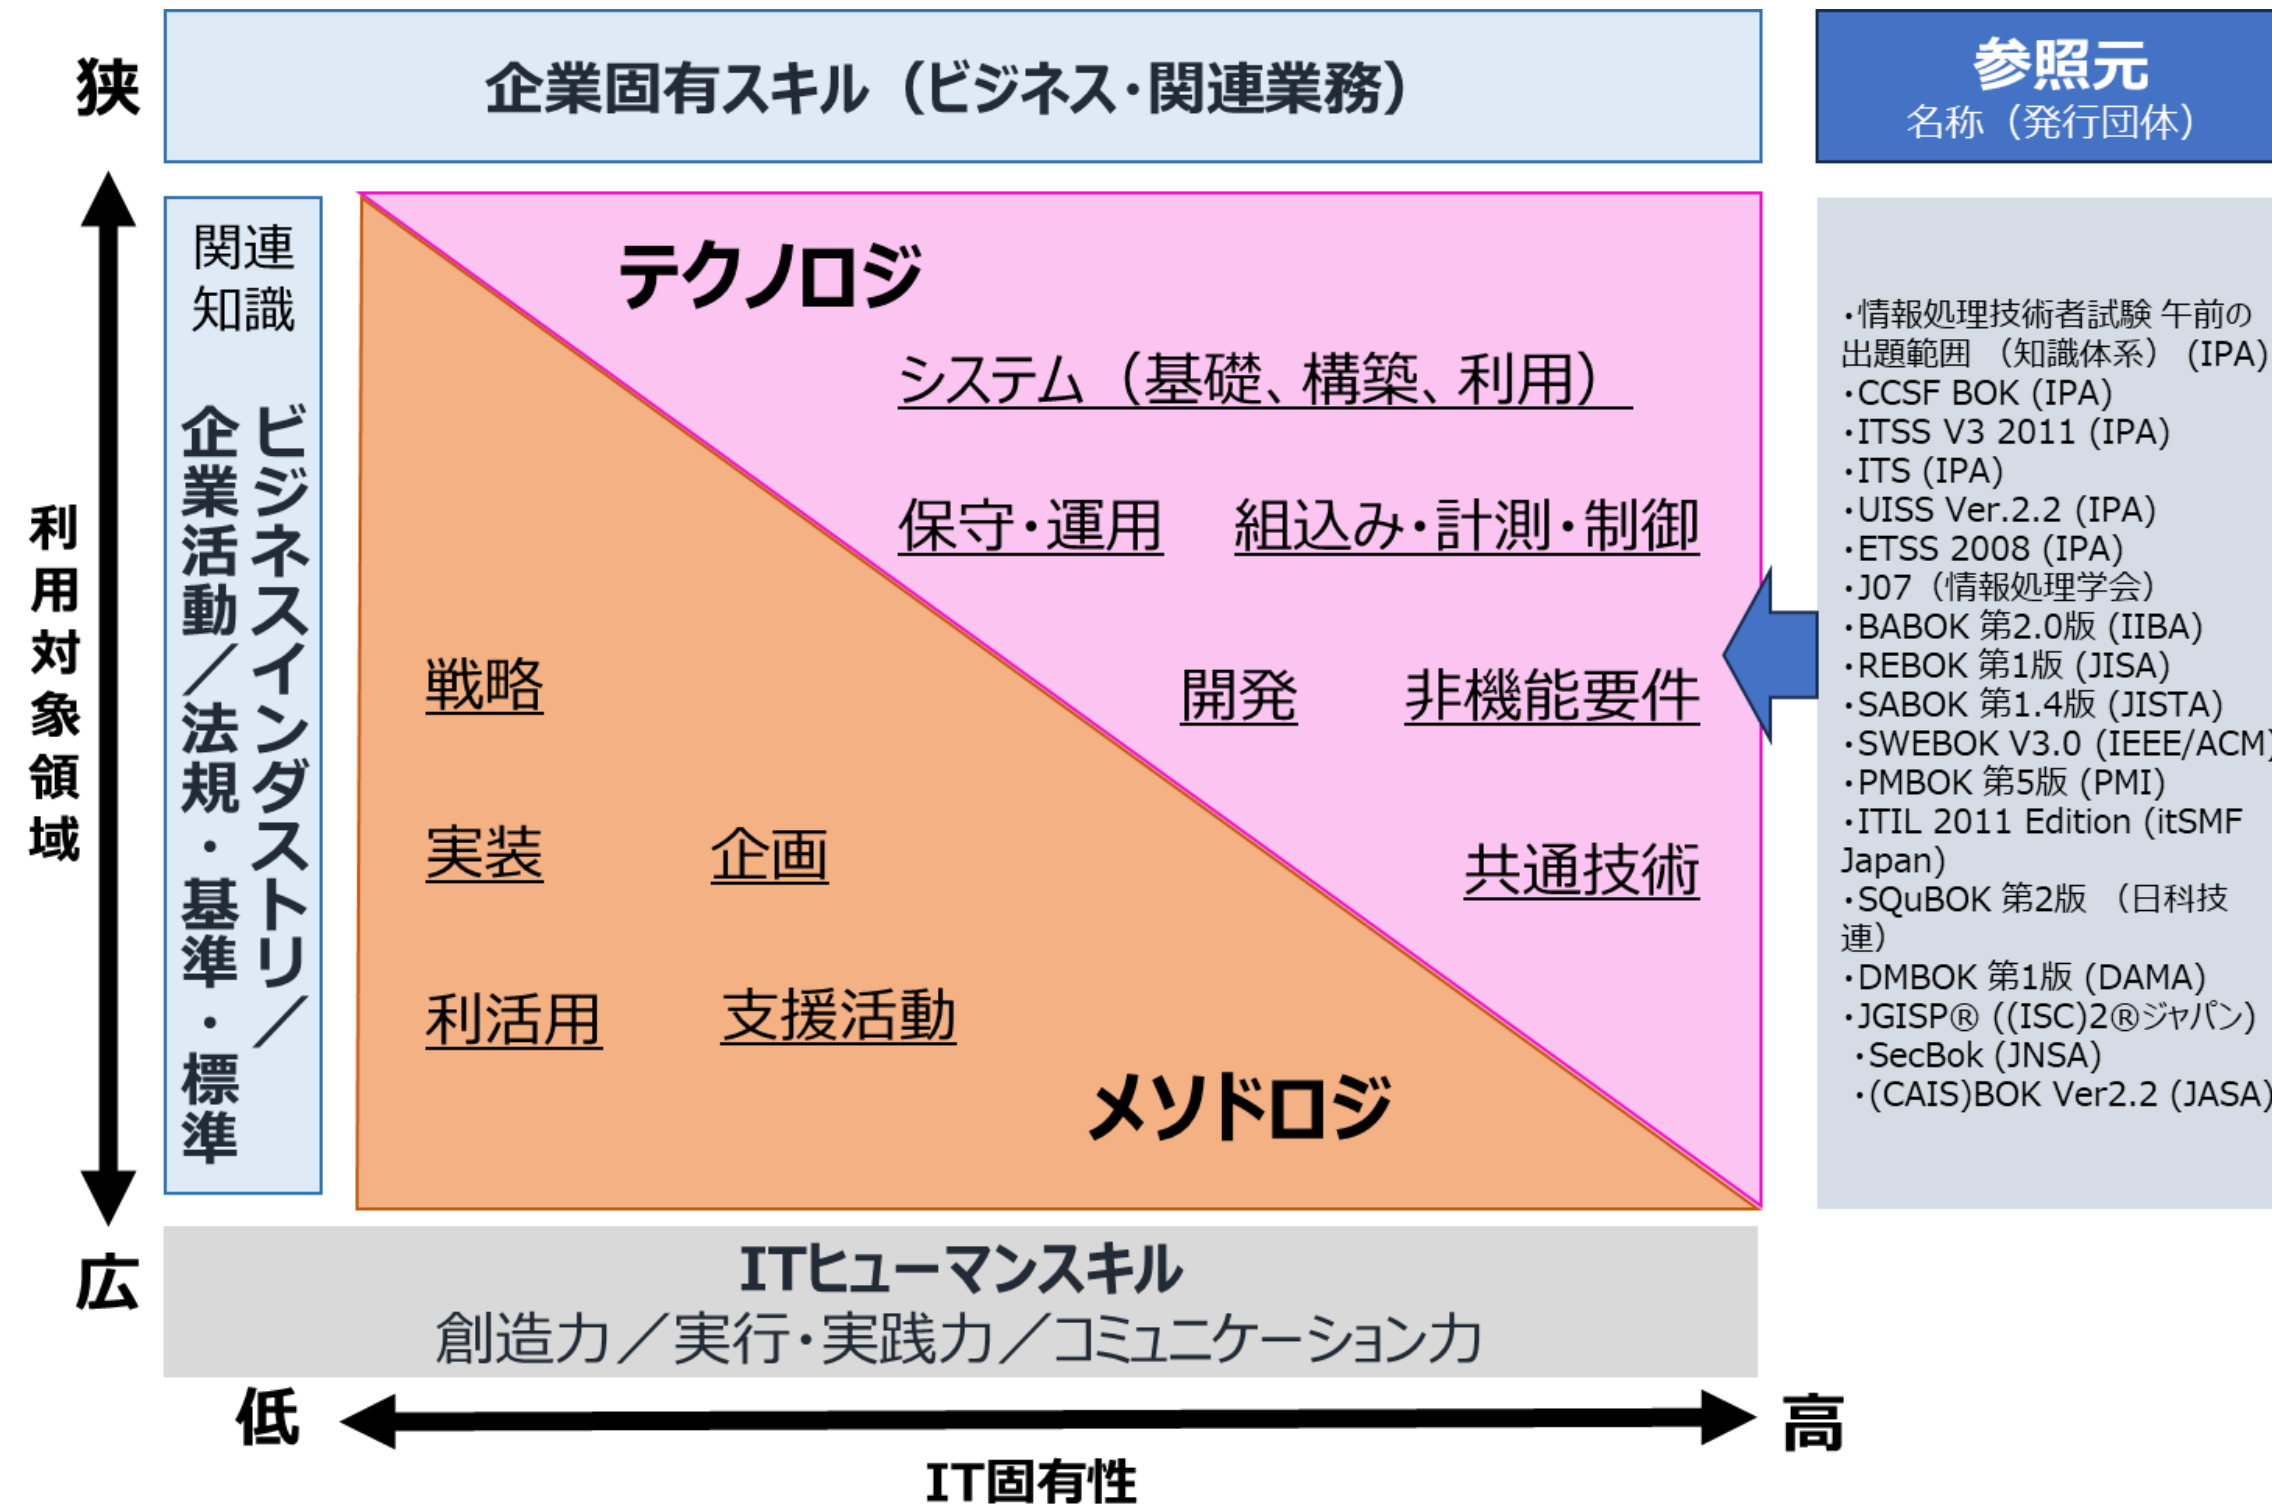 狭
企業固有スキル（ビジネス･関連業務）
参照元
名称（発行団体）
利用対象領域
関連
知識
ビジネスインダストリ／
企業活動／法規・基準・標準
テクノロジ
システム（基礎、構築、利用）
保守･運用 組込み･計測･制御
開発 非機能要件
共通技術
戦略
実装 企画
利活用 支援活動
メソドロジ
･情報処理技術者試験 午前の
出題範囲 （知識体系） (IPA)
･CCSF BOK (IPA)
･ITSS V3 2011 (IPA)
･ITS (IPA)
･UISS Ver.2.2 (IPA)
･ETSS 2008 (IPA)
･J07（情報処理学会）
･BABOK 第2.0版 (IIBA)
･REBOK 第1版 (JISA)
･SABOK 第1.4版 (JISTA)
･SWEBOK V3.0 (IEEE/ACM)
･PMBOK 第5版 (PMI)
･ITIL 2011 Edition (itSMF
Japan)
･SQuBOK 第2版 （日科技
連）
･DMBOK 第1版 (DAMA)
･JGISP® ((ISC)2®ジャパン)
･SecBok (JNSA)
･(CAIS)BOK Ver2.2 (JASA)
広
ITヒューマンスキル
創造力／実行･実践力／コミュニケーション力
低
高
IT固有性